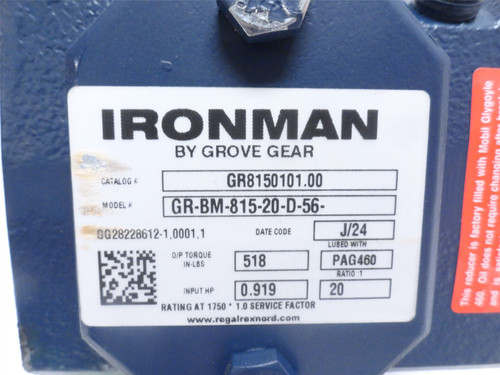 IRONMAN
BY GROVE GEAR
CATALOG # GR8150101.00
MODEL # GR-BM-815-20-D-56-
GG28228612-1,0001,1 DATE CODE J/24
LUBED WITH
O/P TORQUE IN-LBS 518 PAG460
RATIO :1
INPUT HP 0.919 20
RATING AT 1750 * 1.0 SERVICE FACTOR
www.regalrexnord.com
This reducer is factory filled with Mobil Glygoyle
460. Oil does not require changing after